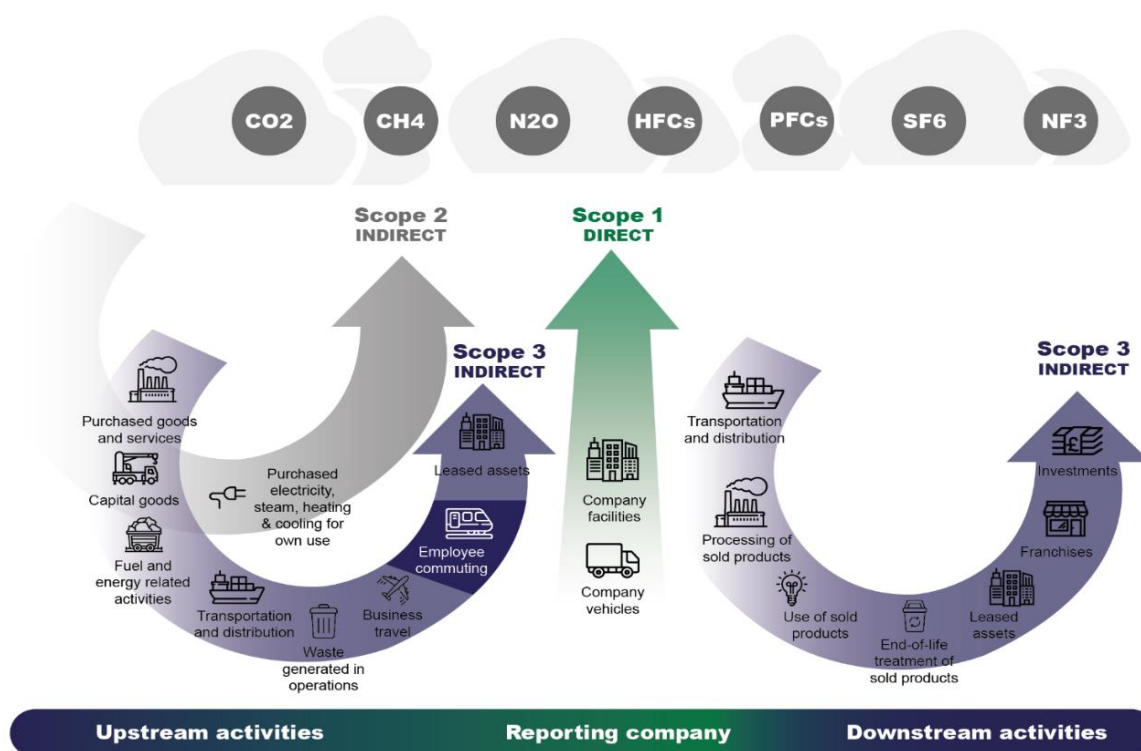 CO2
CH4
N2O
HFCs
PFCs
SF6
NF3
Scope 2
INDIRECT
Scope 1
DIRECT
Scope 3
INDIRECT
Scope 3
INDIRECT
Purchased goods
and services
Capital goods
Fuel and
energy related
activities
Transportation
and distribution
Waste
generated in
operations
Business
travel
Employee
commuting
Leased assets
Purchased
electricity,
steam, heating
& cooling for
own use
Company
facilities
Company
vehicles
Transportation
and distribution
Processing of
sold products
Use of sold
products
End-of-life
treatment of
sold products
Leased
assets
Franchises
£
Investments
Upstream activities
Reporting company
Downstream activities